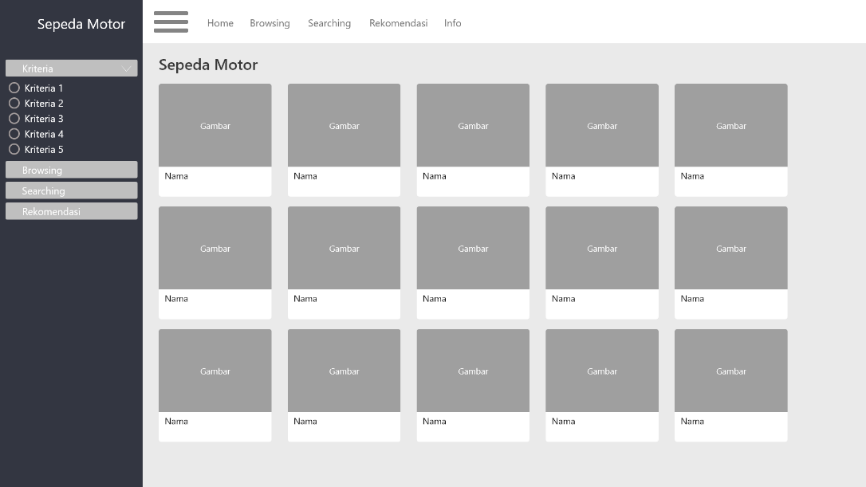 Sepeda Motor
Kriteria
Kriteria 1
Kriteria 2
Kriteria 3
Kriteria 4
Kriteria 5
Browsing
Searching
Rekomendasi
Home Browsing Searching Rekomendasi Info
Sepeda Motor
Gambar Gambar Gambar Gambar Gambar
Nama Nama Nama Nama Nama
Gambar Gambar Gambar Gambar Gambar
Nama Nama Nama Nama Nama
Gambar Gambar Gambar Gambar Gambar
Nama Nama Nama Nama Nama